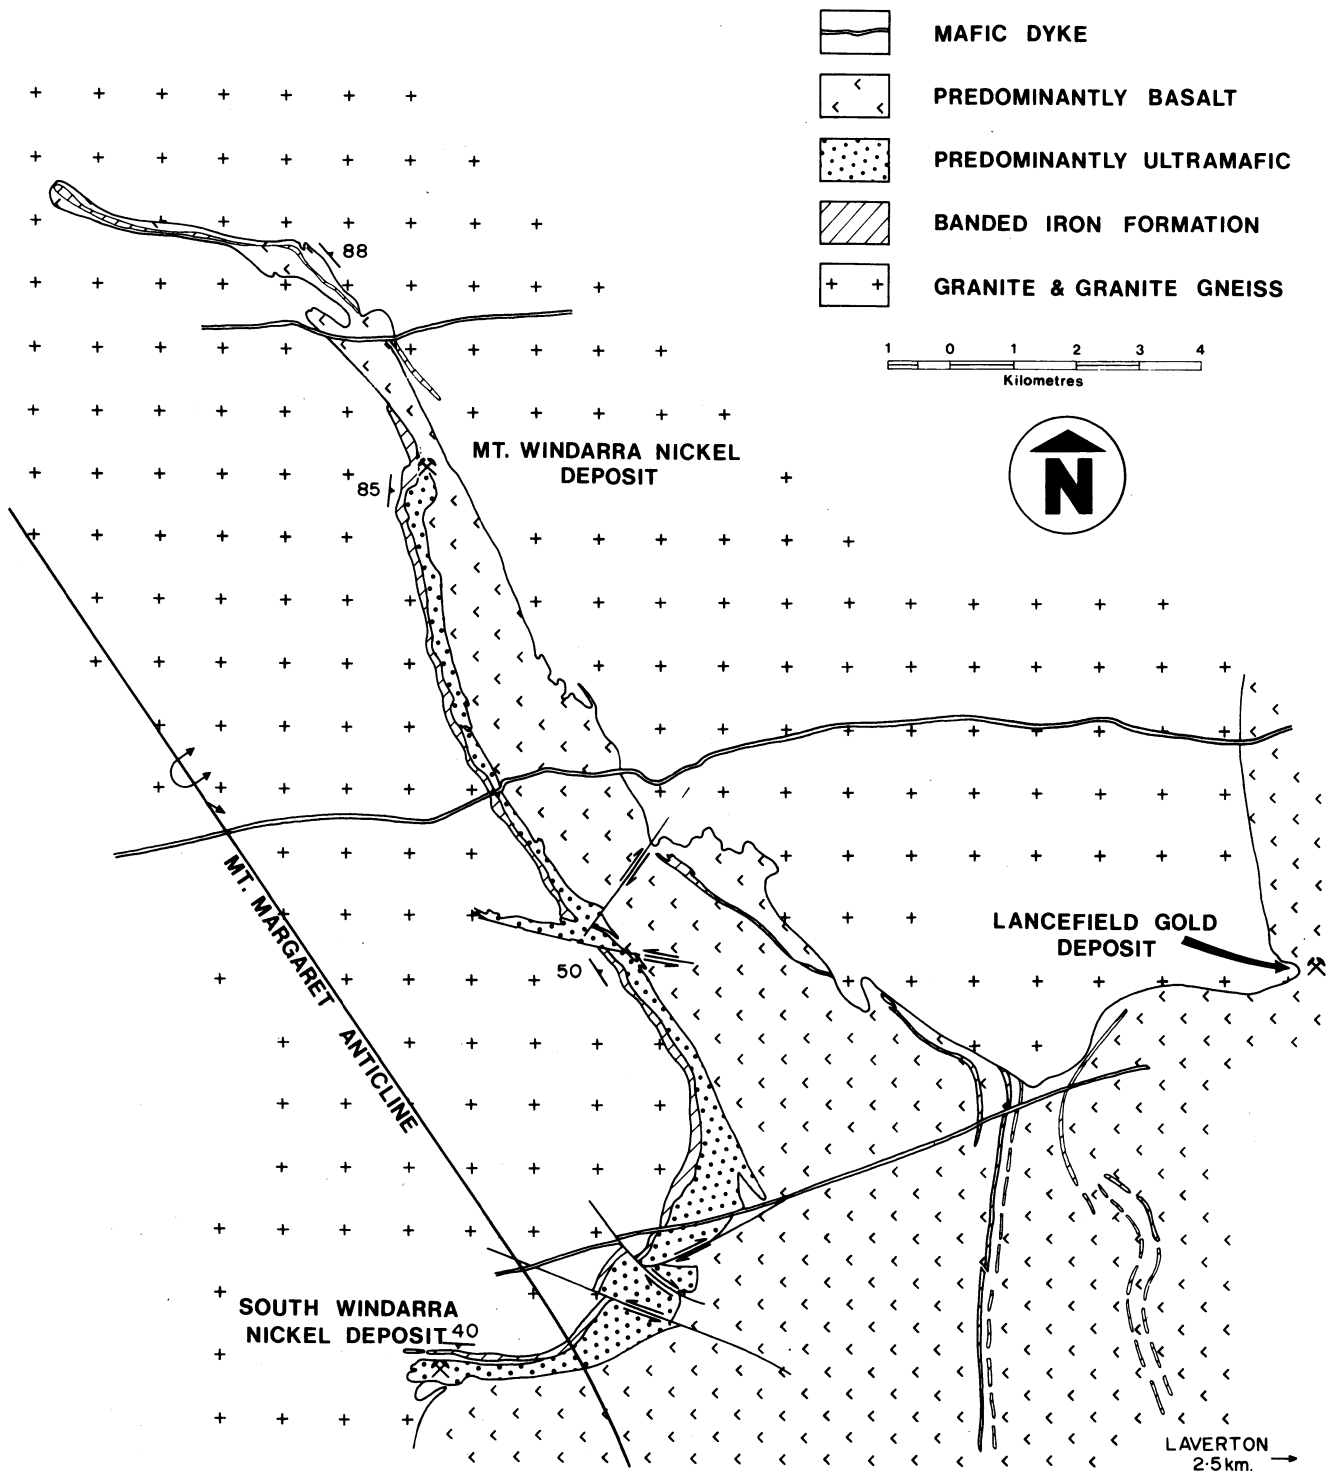 MAFIC DYKE
PREDOMINANTLY BASALT
PREDOMINANTLY ULTRAMAFIC
BANDED IRON FORMATION
GRANITE & GRANITE GNEISS
1 0 1 2 3 4
Kilometres
N
88
MT. WINDARRA NICKEL
DEPOSIT
85
MT. MARGARET ANTICLINE
LANCEFIELD GOLD
DEPOSIT
50
SOUTH WINDARRA
NICKEL DEPOSIT
40
LAVERTON
2·5km.